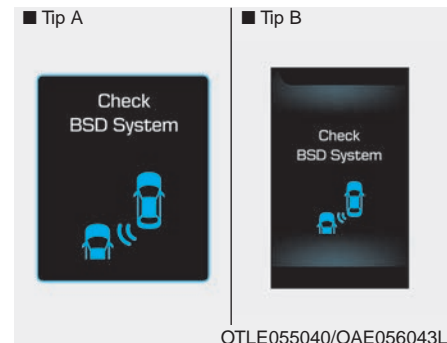 ■ Tip A
Check
BSD System
■ Tip B
Check
BSD System
OTLE055040/OAE056043L